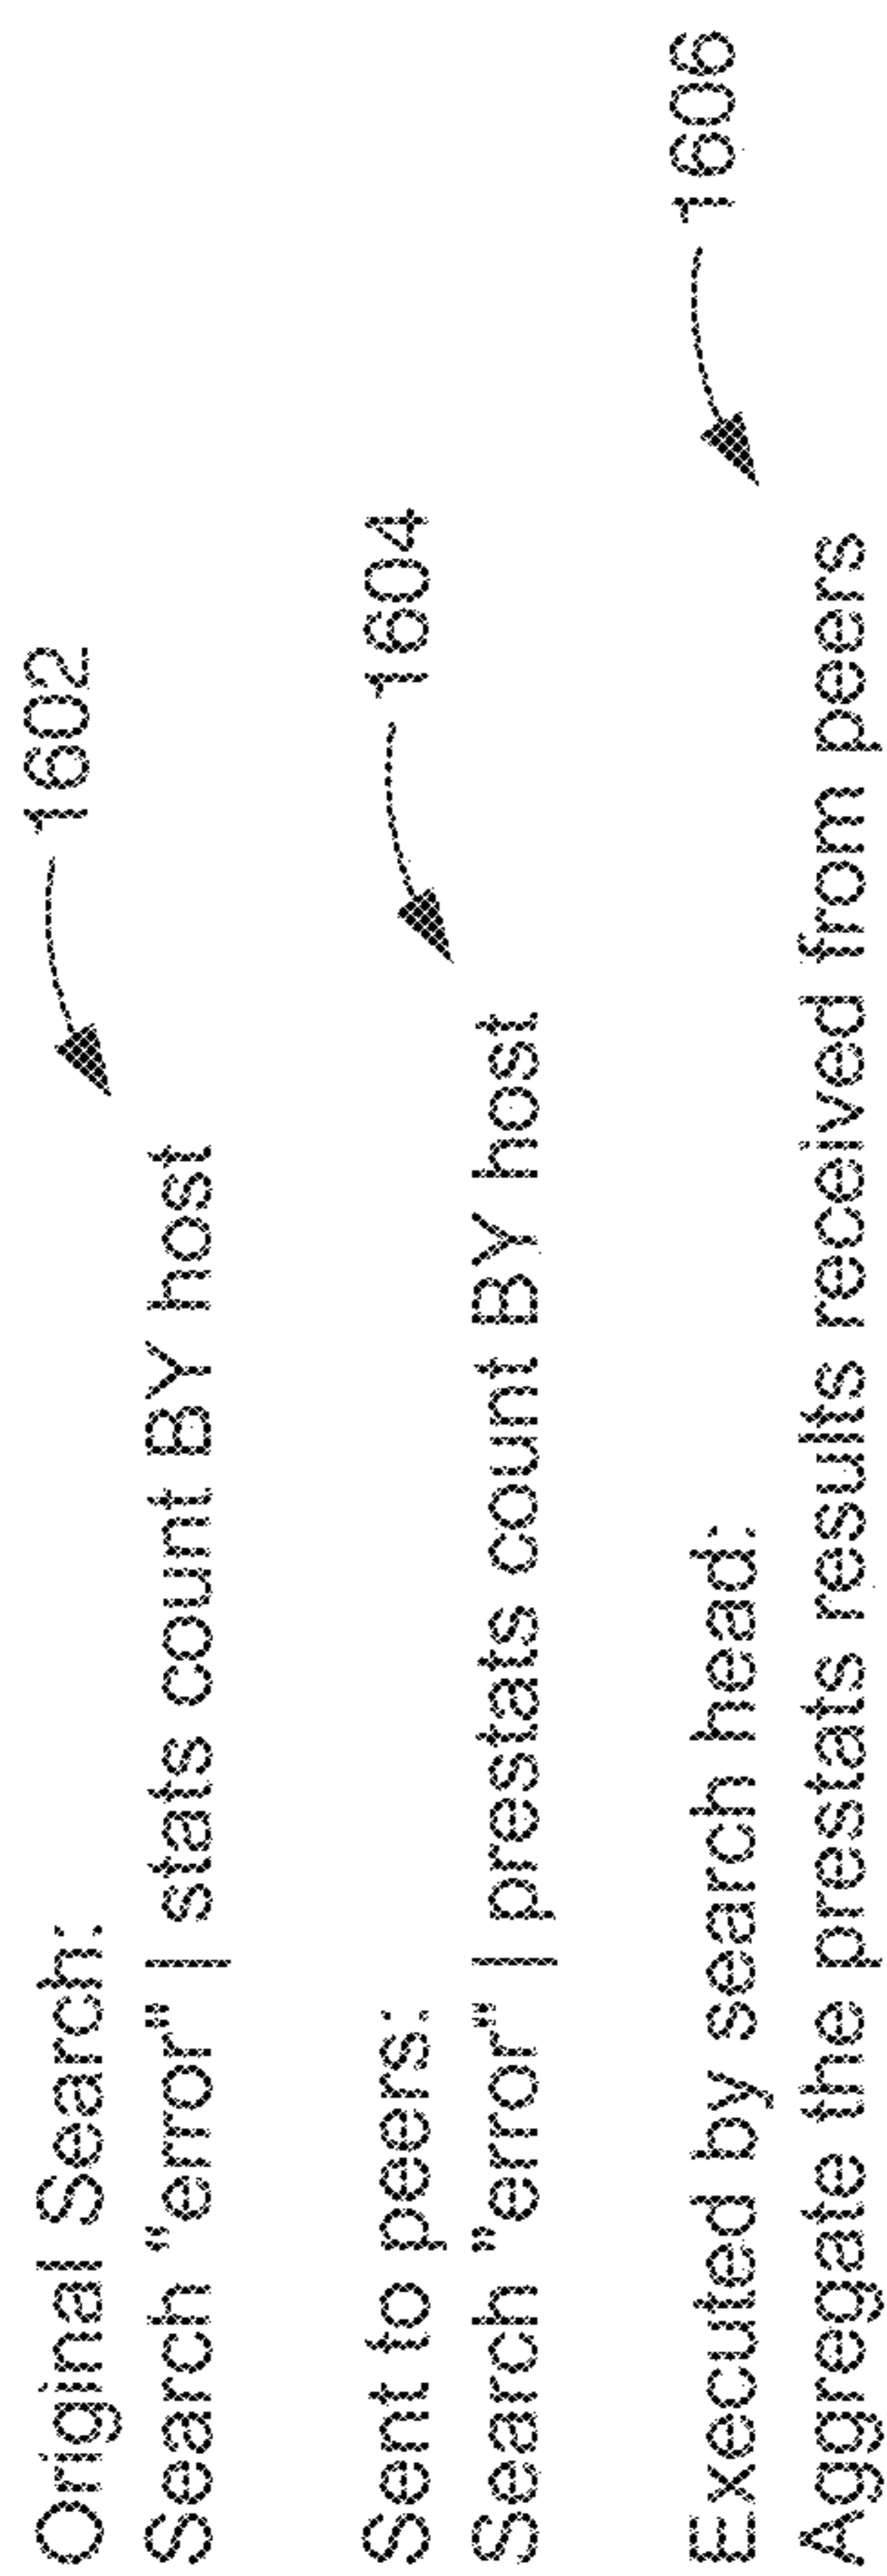 Original Search: 1602
Search "error" | stats count BY host
Sent to peers: 1604
Search "error" | prestats count BY host
Executed by search head: 1606
Aggregate the prestats results received from peers